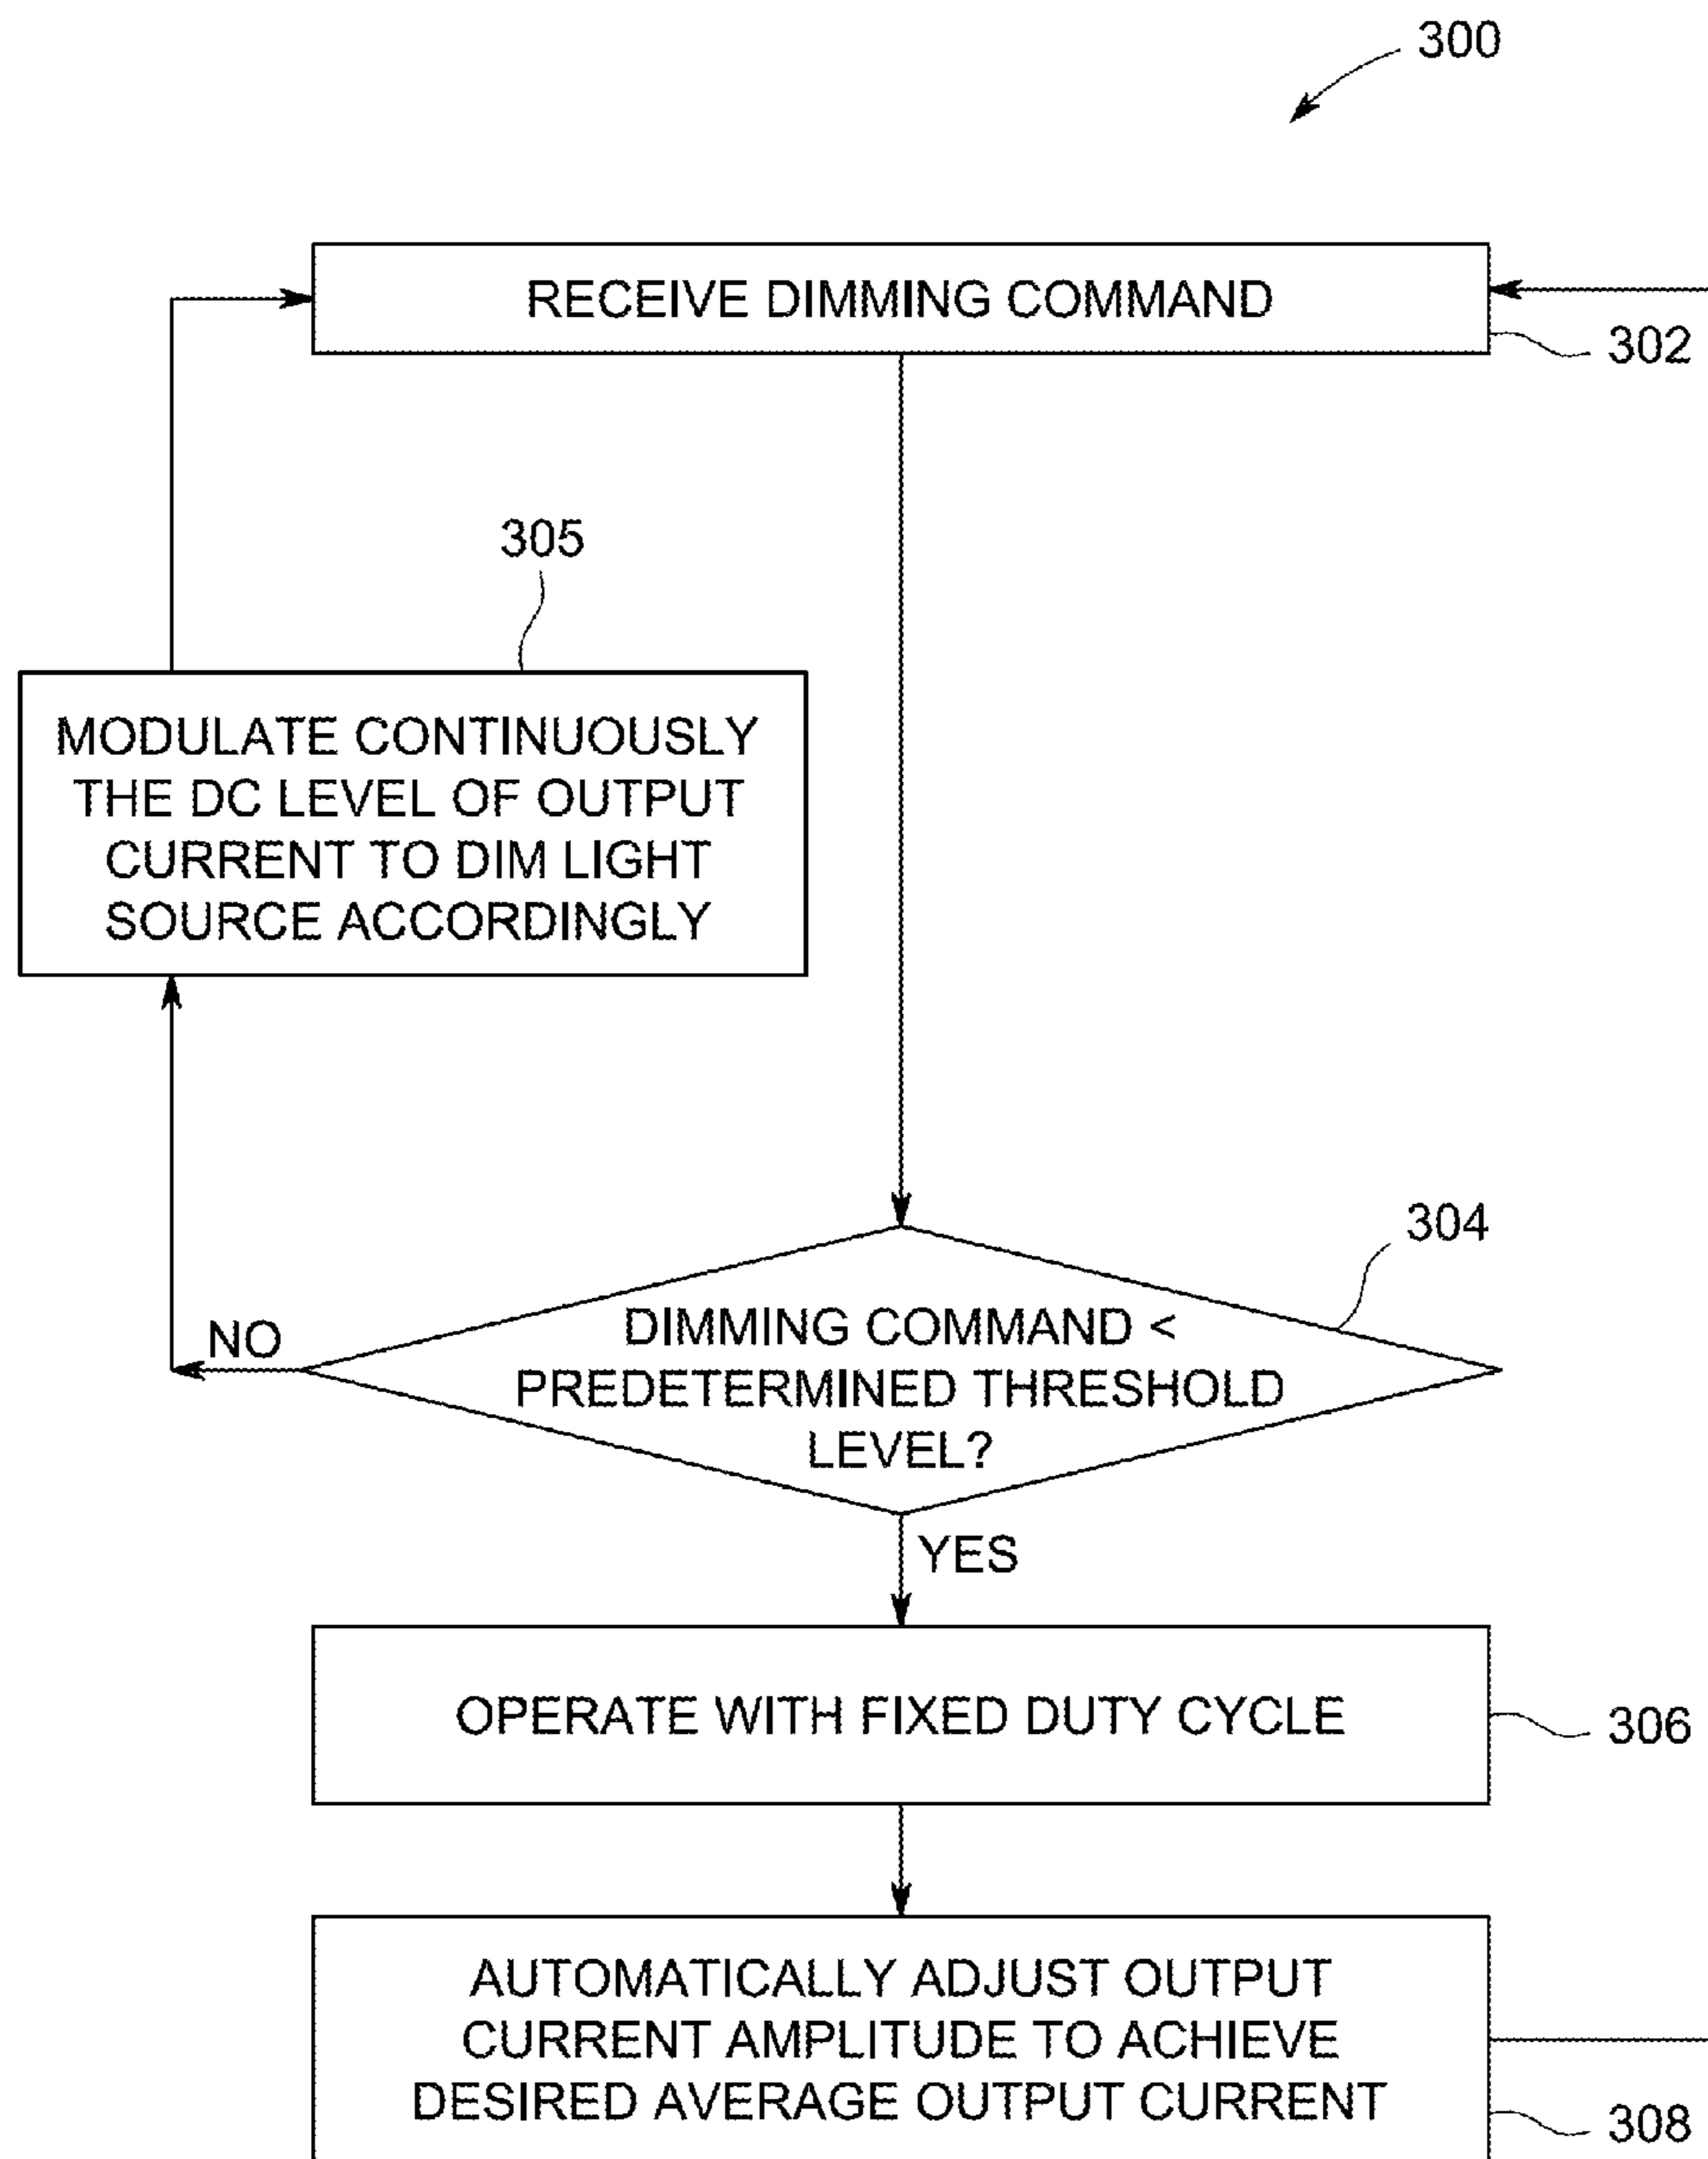 300
RECEIVE DIMMING COMMAND
302
305
MODULATE CONTINUOUSLY
THE DC LEVEL OF OUTPUT
CURRENT TO DIM LIGHT
SOURCE ACCORDINGLY
304
DIMMING COMMAND <
PREDETERMINED THRESHOLD
LEVEL?
NO
YES
OPERATE WITH FIXED DUTY CYCLE
306
AUTOMATICALLY ADJUST OUTPUT
CURRENT AMPLITUDE TO ACHIEVE
DESIRED AVERAGE OUTPUT CURRENT
308